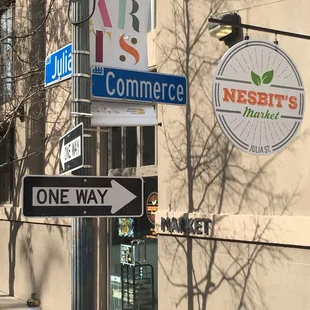 ARTS
Julia
Commerce
NESBIT'S
Market
JULIA ST.
ONE WAY
ONE WAY
MARKET